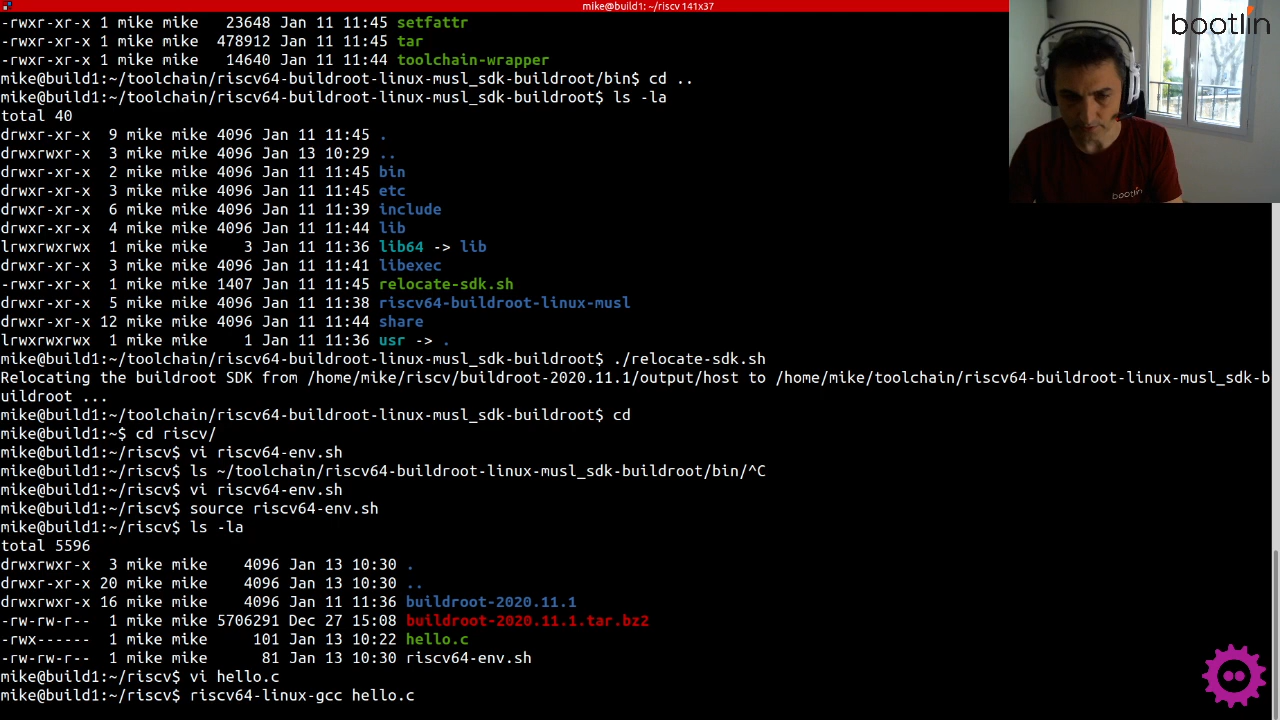 mike@build1: ~/riscv 141x37
-rwxr-xr-x 1 mike mike   23648 Jan 11 11:45 setfattr
-rwxr-xr-x 1 mike mike  478912 Jan 11 11:45 tar
-rwxr-xr-x 1 mike mike   14640 Jan 11 11:44 toolchain-wrapper
mike@build1:~/toolchain/riscv64-buildroot-linux-musl_sdk-buildroot/bin$ cd ..
mike@build1:~/toolchain/riscv64-buildroot-linux-musl_sdk-buildroot$ ls -la
total 40
drwxr-xr-x  9 mike mike 4096 Jan 11 11:45 .
drwxrwxr-x  3 mike mike 4096 Jan 13 10:29 ..
drwxr-xr-x  2 mike mike 4096 Jan 11 11:45 bin
drwxr-xr-x  3 mike mike 4096 Jan 11 11:45 etc
drwxr-xr-x  6 mike mike 4096 Jan 11 11:39 include
drwxr-xr-x  4 mike mike 4096 Jan 11 11:44 lib
lrwxrwxrwx  1 mike mike    3 Jan 11 11:36 lib64 -> lib
drwxr-xr-x  3 mike mike 4096 Jan 11 11:41 libexec
-rwxr-xr-x  1 mike mike 1407 Jan 11 11:45 relocate-sdk.sh
drwxr-xr-x  5 mike mike 4096 Jan 11 11:38 riscv64-buildroot-linux-musl
drwxr-xr-x 12 mike mike 4096 Jan 11 11:44 share
lrwxrwxrwx  1 mike mike    1 Jan 11 11:36 usr -> .
mike@build1:~/toolchain/riscv64-buildroot-linux-musl_sdk-buildroot$ ./relocate-sdk.sh
Relocating the buildroot SDK from /home/mike/riscv/buildroot-2020.11.1/output/host to /home/mike/toolchain/riscv64-buildroot-linux-musl_sdk-b
uildroot ...
mike@build1:~/toolchain/riscv64-buildroot-linux-musl_sdk-buildroot$ cd
mike@build1:~$ cd riscv/
mike@build1:~/riscv$ vi riscv64-env.sh
mike@build1:~/riscv$ ls ~/toolchain/riscv64-buildroot-linux-musl_sdk-buildroot/bin/^C
mike@build1:~/riscv$ vi riscv64-env.sh
mike@build1:~/riscv$ source riscv64-env.sh
mike@build1:~/riscv$ ls -la
total 5596
drwxrwxr-x  3 mike mike    4096 Jan 13 10:30 .
drwxr-xr-x 20 mike mike    4096 Jan 13 10:30 ..
drwxrwxr-x 16 mike mike    4096 Jan 11 11:36 buildroot-2020.11.1
-rw-rw-r--  1 mike mike 5706291 Dec 27 15:08 buildroot-2020.11.1.tar.bz2
-rwx------  1 mike mike     101 Jan 13 10:22 hello.c
-rw-rw-r--  1 mike mike      81 Jan 13 10:30 riscv64-env.sh
mike@build1:~/riscv$ vi hello.c
mike@build1:~/riscv$ riscv64-linux-gcc hello.c
bootlin
bootlin